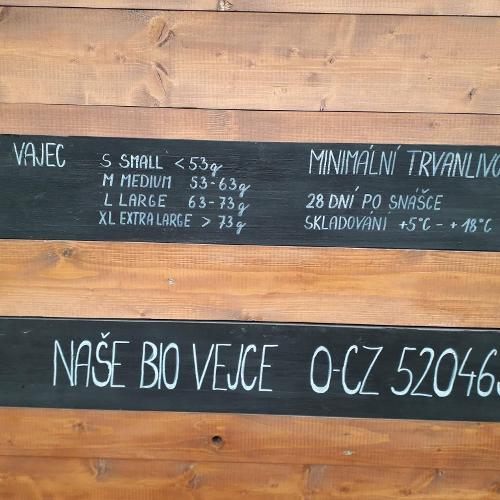 VAJEC
S SMALL < 53g
M MEDIUM 53-63g
L LARGE 63-73g
XL EXTRA LARGE > 73g
MINIMÁLNÍ TRVANLIVO
28 DNÍ PO SNÁŠCE
SKLADOVÁNÍ +5°C - +18°C
NAŠE BIO VEJCE 0-CZ 52046